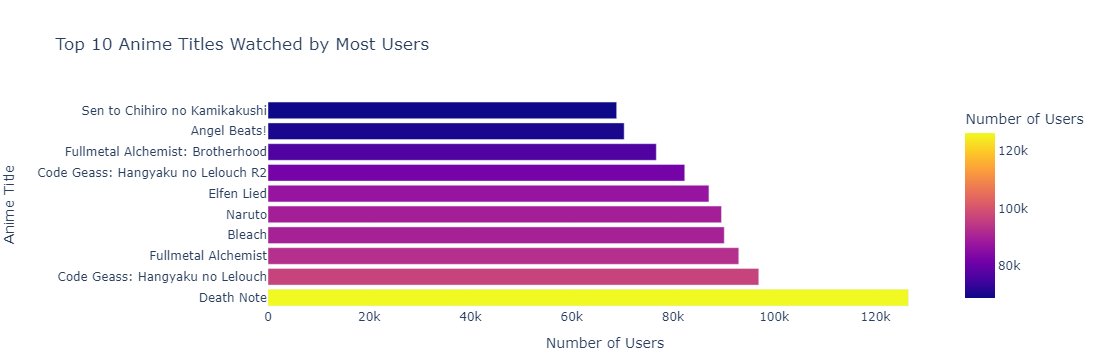 Top 10 Anime Titles Watched by Most Users
Anime Title
Sen to Chihiro no Kamikakushi
Angel Beats!
Fullmetal Alchemist: Brotherhood
Code Geass: Hangyaku no Lelouch R2
Elfen Lied
Naruto
Bleach
Fullmetal Alchemist
Code Geass: Hangyaku no Lelouch
Death Note
0 20k 40k 60k 80k 100k 120k
Number of Users
Number of Users
120k
100k
80k